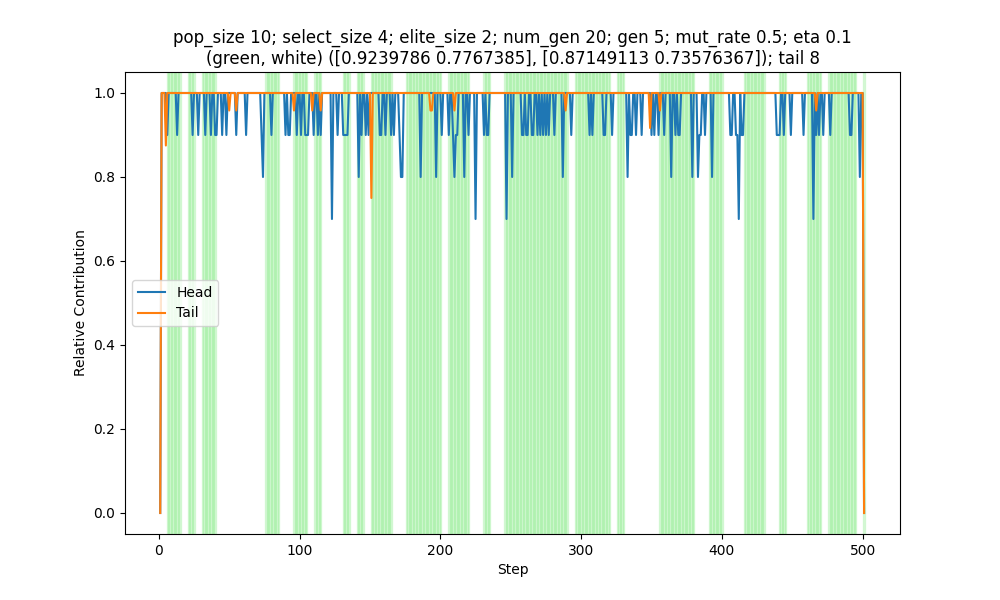 pop_size 10; select_size 4; elite_size 2; num_gen 20; gen 5; mut_rate 0.5; eta 0.1
(green, white) ([0.9239786 0.7767385], [0.87149113 0.73576367]); tail 8
1.0
0.8
0.6
0.4
0.2
0.0
Relative Contribution
Head
Tail
0
100
200
300
400
500
Step